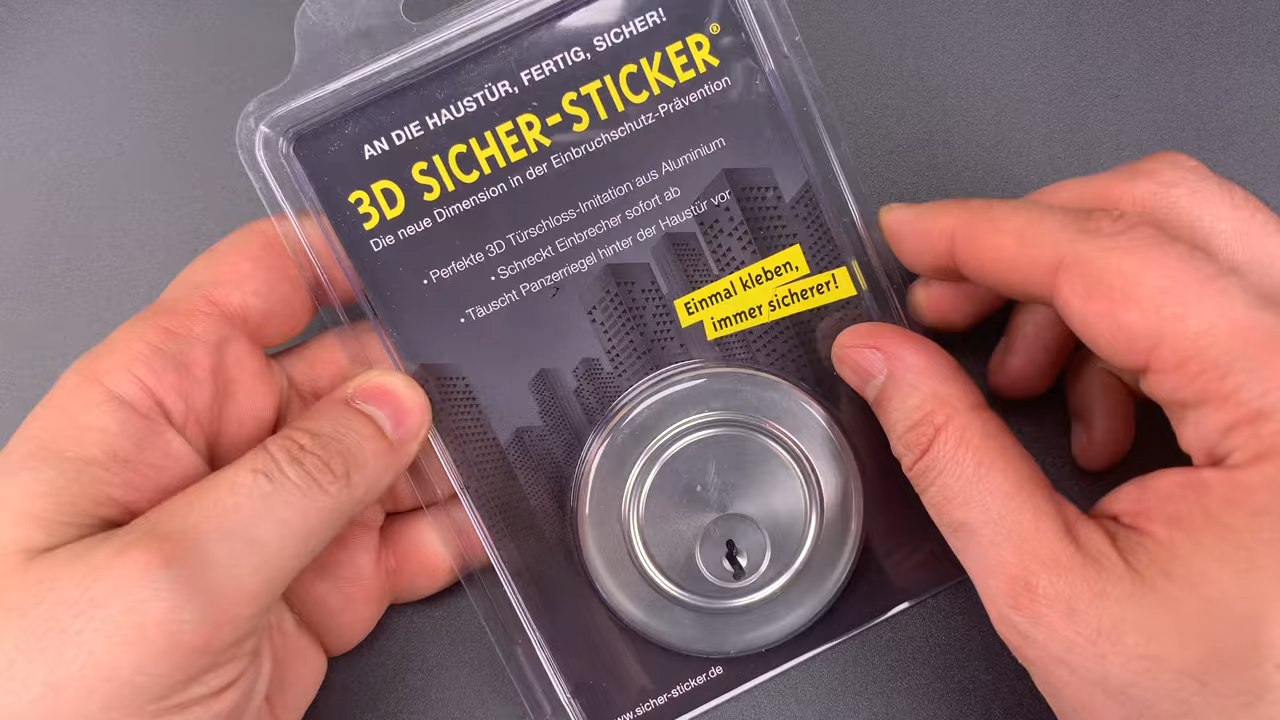 AN DIE HAUSTÜR, FERTIG, SICHER!
3D SICHER-STICKER®
Die neue Dimension in der Einbruchschutz-Prävention
• Perfekte 3D Türschloss-Imitation aus Aluminium
• Schreckt Einbrecher sofort ab
• Täuscht Panzerriegel hinter der Haustür vor
Einmal kleben,
immer sicherer!
www.sicher-sticker.de